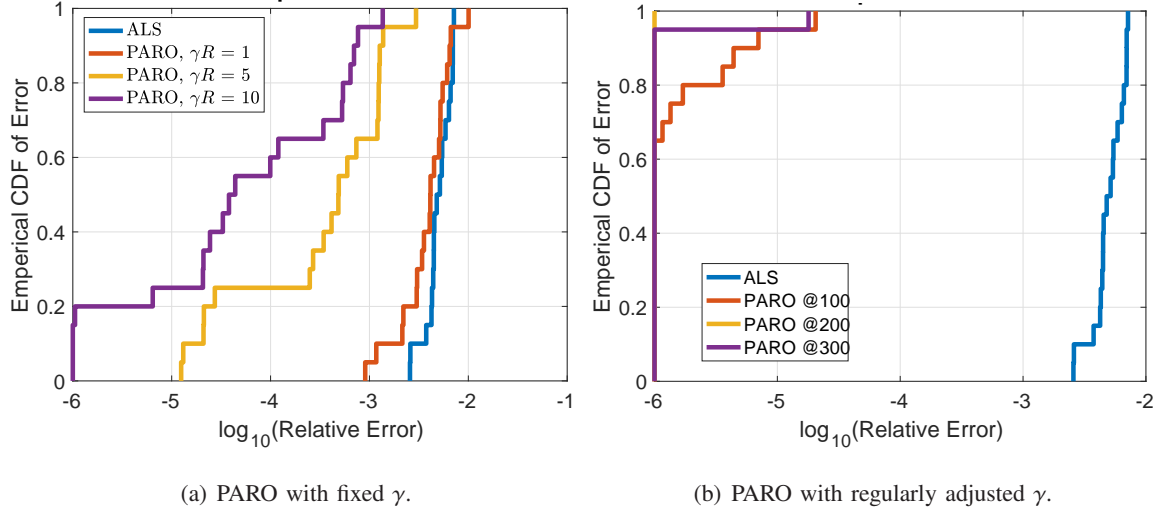 ALS
PARO, γR = 1
PARO, γR = 5
PARO, γR = 10
1
0.8
0.6
0.4
0.2
0
Emperical CDF of Error
-6
-5
-4
-3
-2
-1
log10(Relative Error)
(a) PARO with fixed γ.
1
0.8
0.6
0.4
0.2
0
Emperical CDF of Error
ALS
PARO @100
PARO @200
PARO @300
-6
-5
-4
-3
-2
log10(Relative Error)
(b) PARO with regularly adjusted γ.